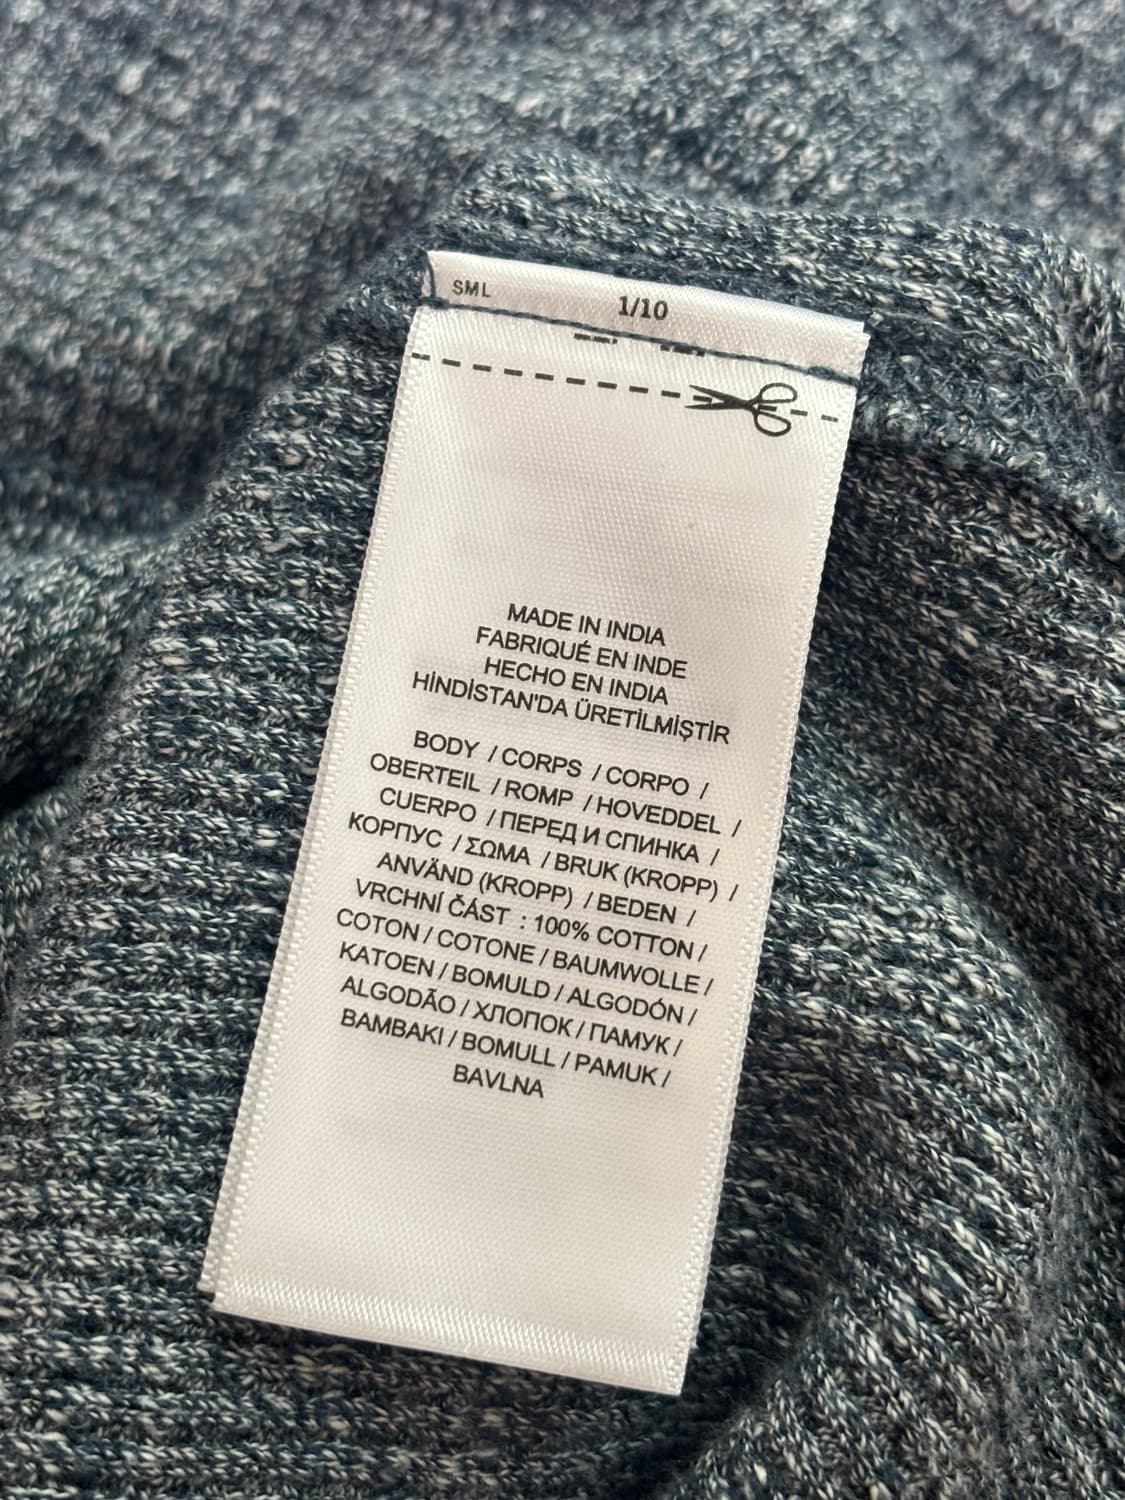 SML 1/10
MADE IN INDIA
FABRIQUÉ EN INDE
HECHO EN INDIA
HİNDİSTAN'DA ÜRETİLMİŞTİR
BODY / CORPS / CORPO /
OBERTEIL / ROMP / HOVEDDEL /
CUERPO / ПЕРЕД И СПИНКА /
КОРПУС / ΣΩΜΑ / BRUK (KROPP) /
ANVÄND (KROPP) / BEDEN /
VRCHNÍ ČÁST : 100% COTTON /
COTON / COTONE / BAUMWOLLE /
KATOEN / BOMULD / ALGODÓN /
ALGODÃO / ХЛОПОК / ПАМУК /
ΒΑΜΒΑΚΙ / BOMULL / PAMUK /
BAVLNA